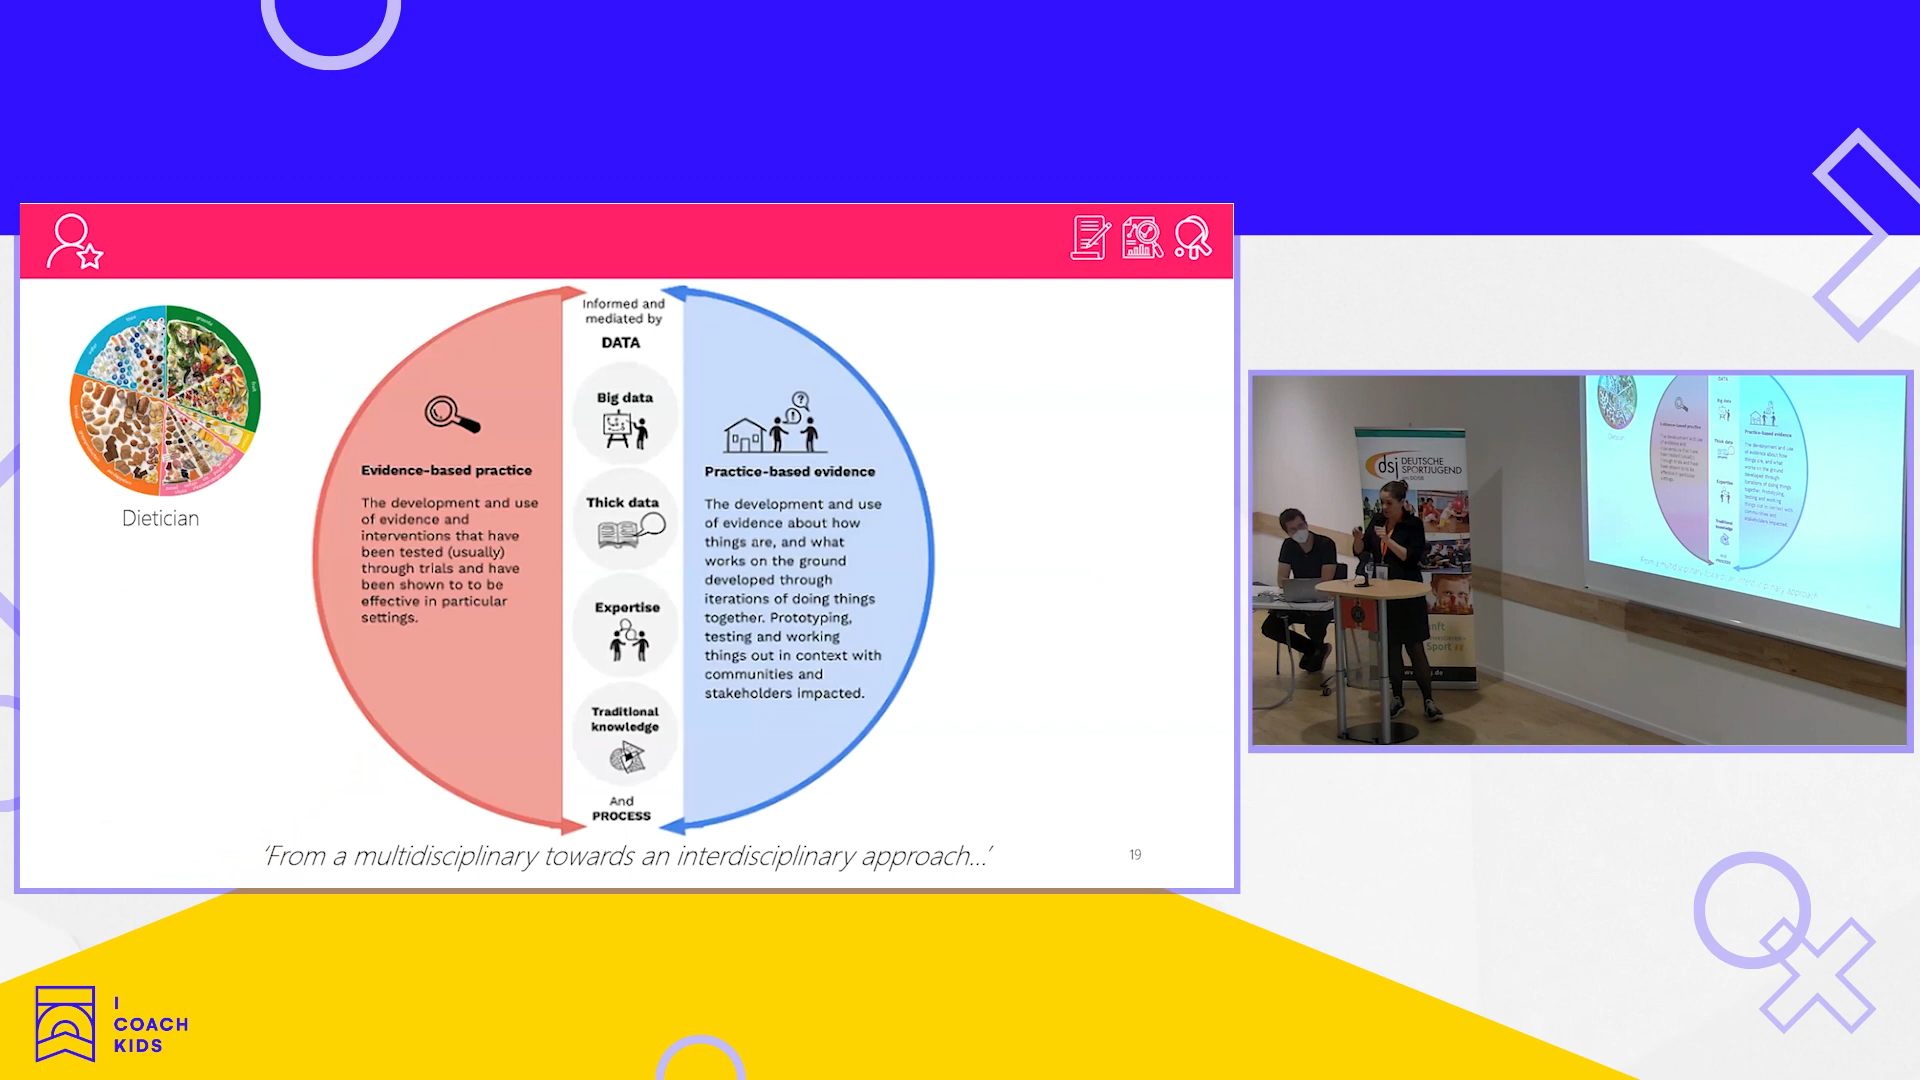 Informed and
mediated by
DATA
Big data
Thick data
Expertise
Traditional
knowledge
And
PROCESS
Evidence-based practice
The development and use
of evidence and
interventions that have
been tested (usually)
through trials and have
been shown to to be
effective in particular
settings.
Practice-based evidence
The development and use
of evidence about how
things are, and what
works on the ground
developed through
iterations of doing things
together. Prototyping,
testing and working
things out in context with
communities and
stakeholders impacted.
Dietician
'From a multidisciplinary towards an interdisciplinary approach...'
19
dsj DEUTSCHE
SPORTJUGEND
Sport
I
COACH
KIDS